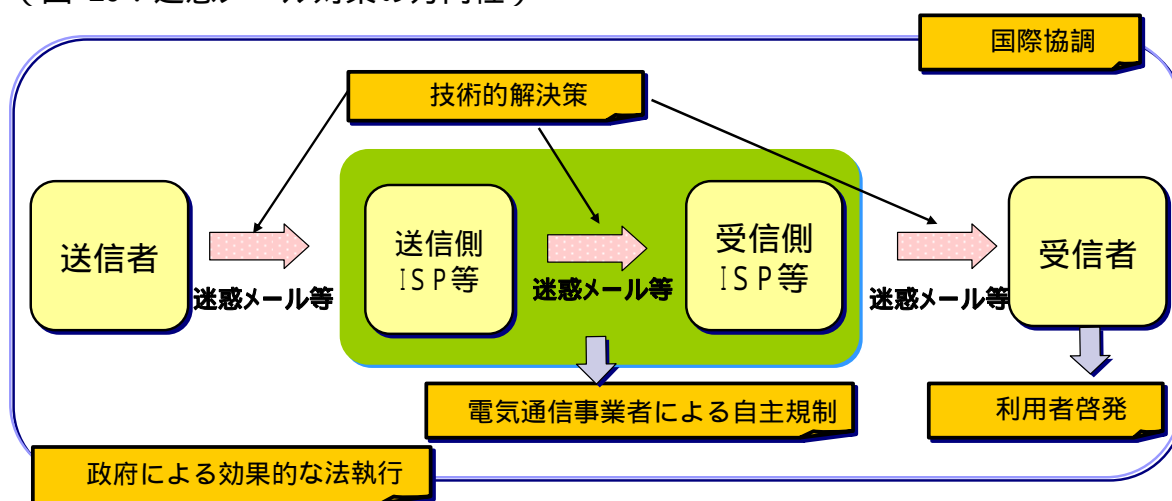 国際協調
技術的解決策
送信者
迷惑メール等
送信側
ISP等
迷惑メール等
受信側
ISP等
迷惑メール等
受信者
電気通信事業者による自主規制
利用者啓発
政府による効果的な法執行